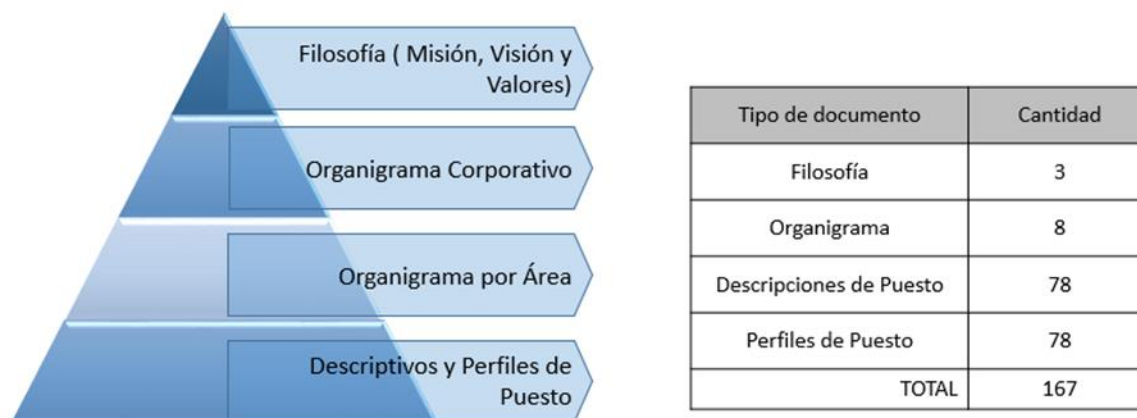 Filosofía ( Misión, Visión y
Valores)
Organigrama Corporativo
Organigrama por Área
Descriptivos y Perfiles de
Puesto
Tipo de documento Cantidad
Filosofía 3
Organigrama 8
Descripciones de Puesto 78
Perfiles de Puesto 78
TOTAL 167